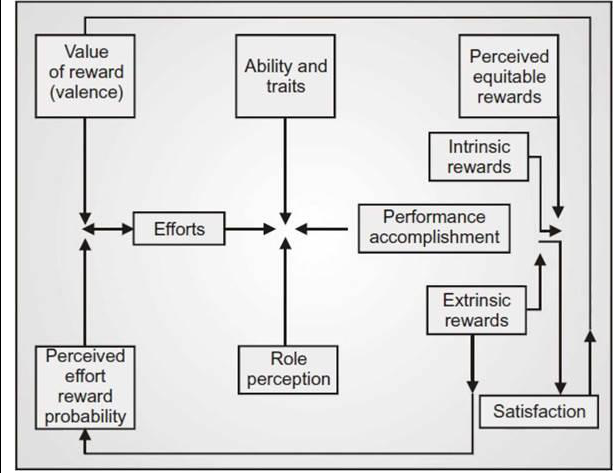 Value
of reward
(valence)
Ability and
traits
Perceived
equitable
rewards
Intrinsic
rewards
Efforts
Performance
accomplishment
Extrinsic
rewards
Perceived
effort
reward
probability
Role
perception
Satisfaction